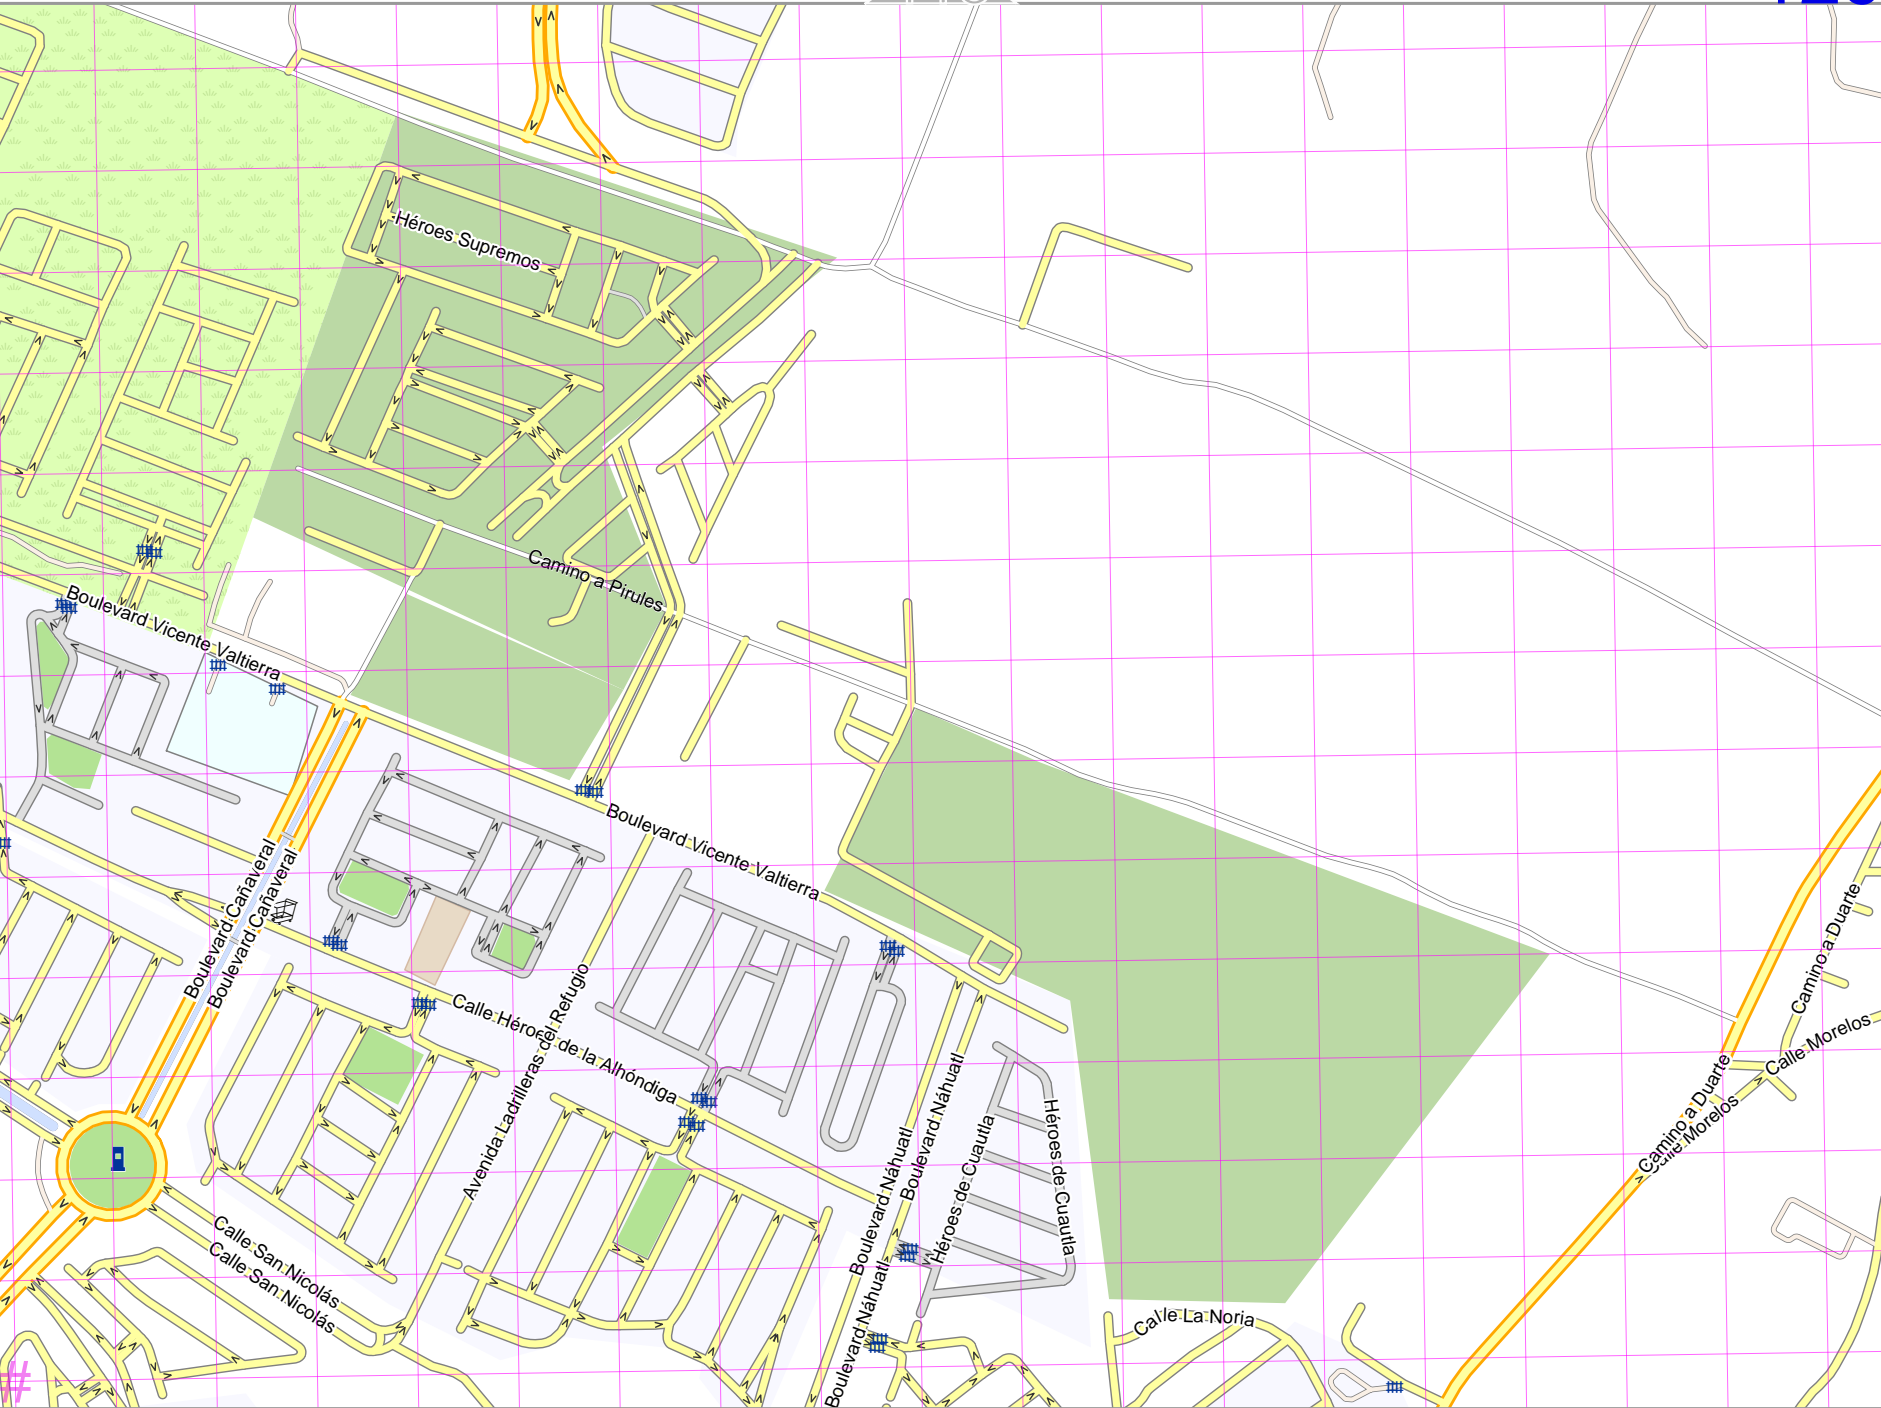 Héroes Supremos
Camino a Pirules
Boulevard Vicente Valtierra
Boulevard Vicente Valtierra
Boulevard Cañaveral
Boulevard Cañaveral
Camino a Duarte
Calle Héroes de la Alhóndiga
Avenida Ladrilleras del Refugio
Calle Morelos
Boulevard Náhuatl
Héroes de Cuautla
Héroes de Cuautla
Camino a Duarte
Calle Morelos
Boulevard Náhuatl
Calle San Nicolás
Calle San Nicolás
Boulevard Náhuatl
Calle La Noria
#